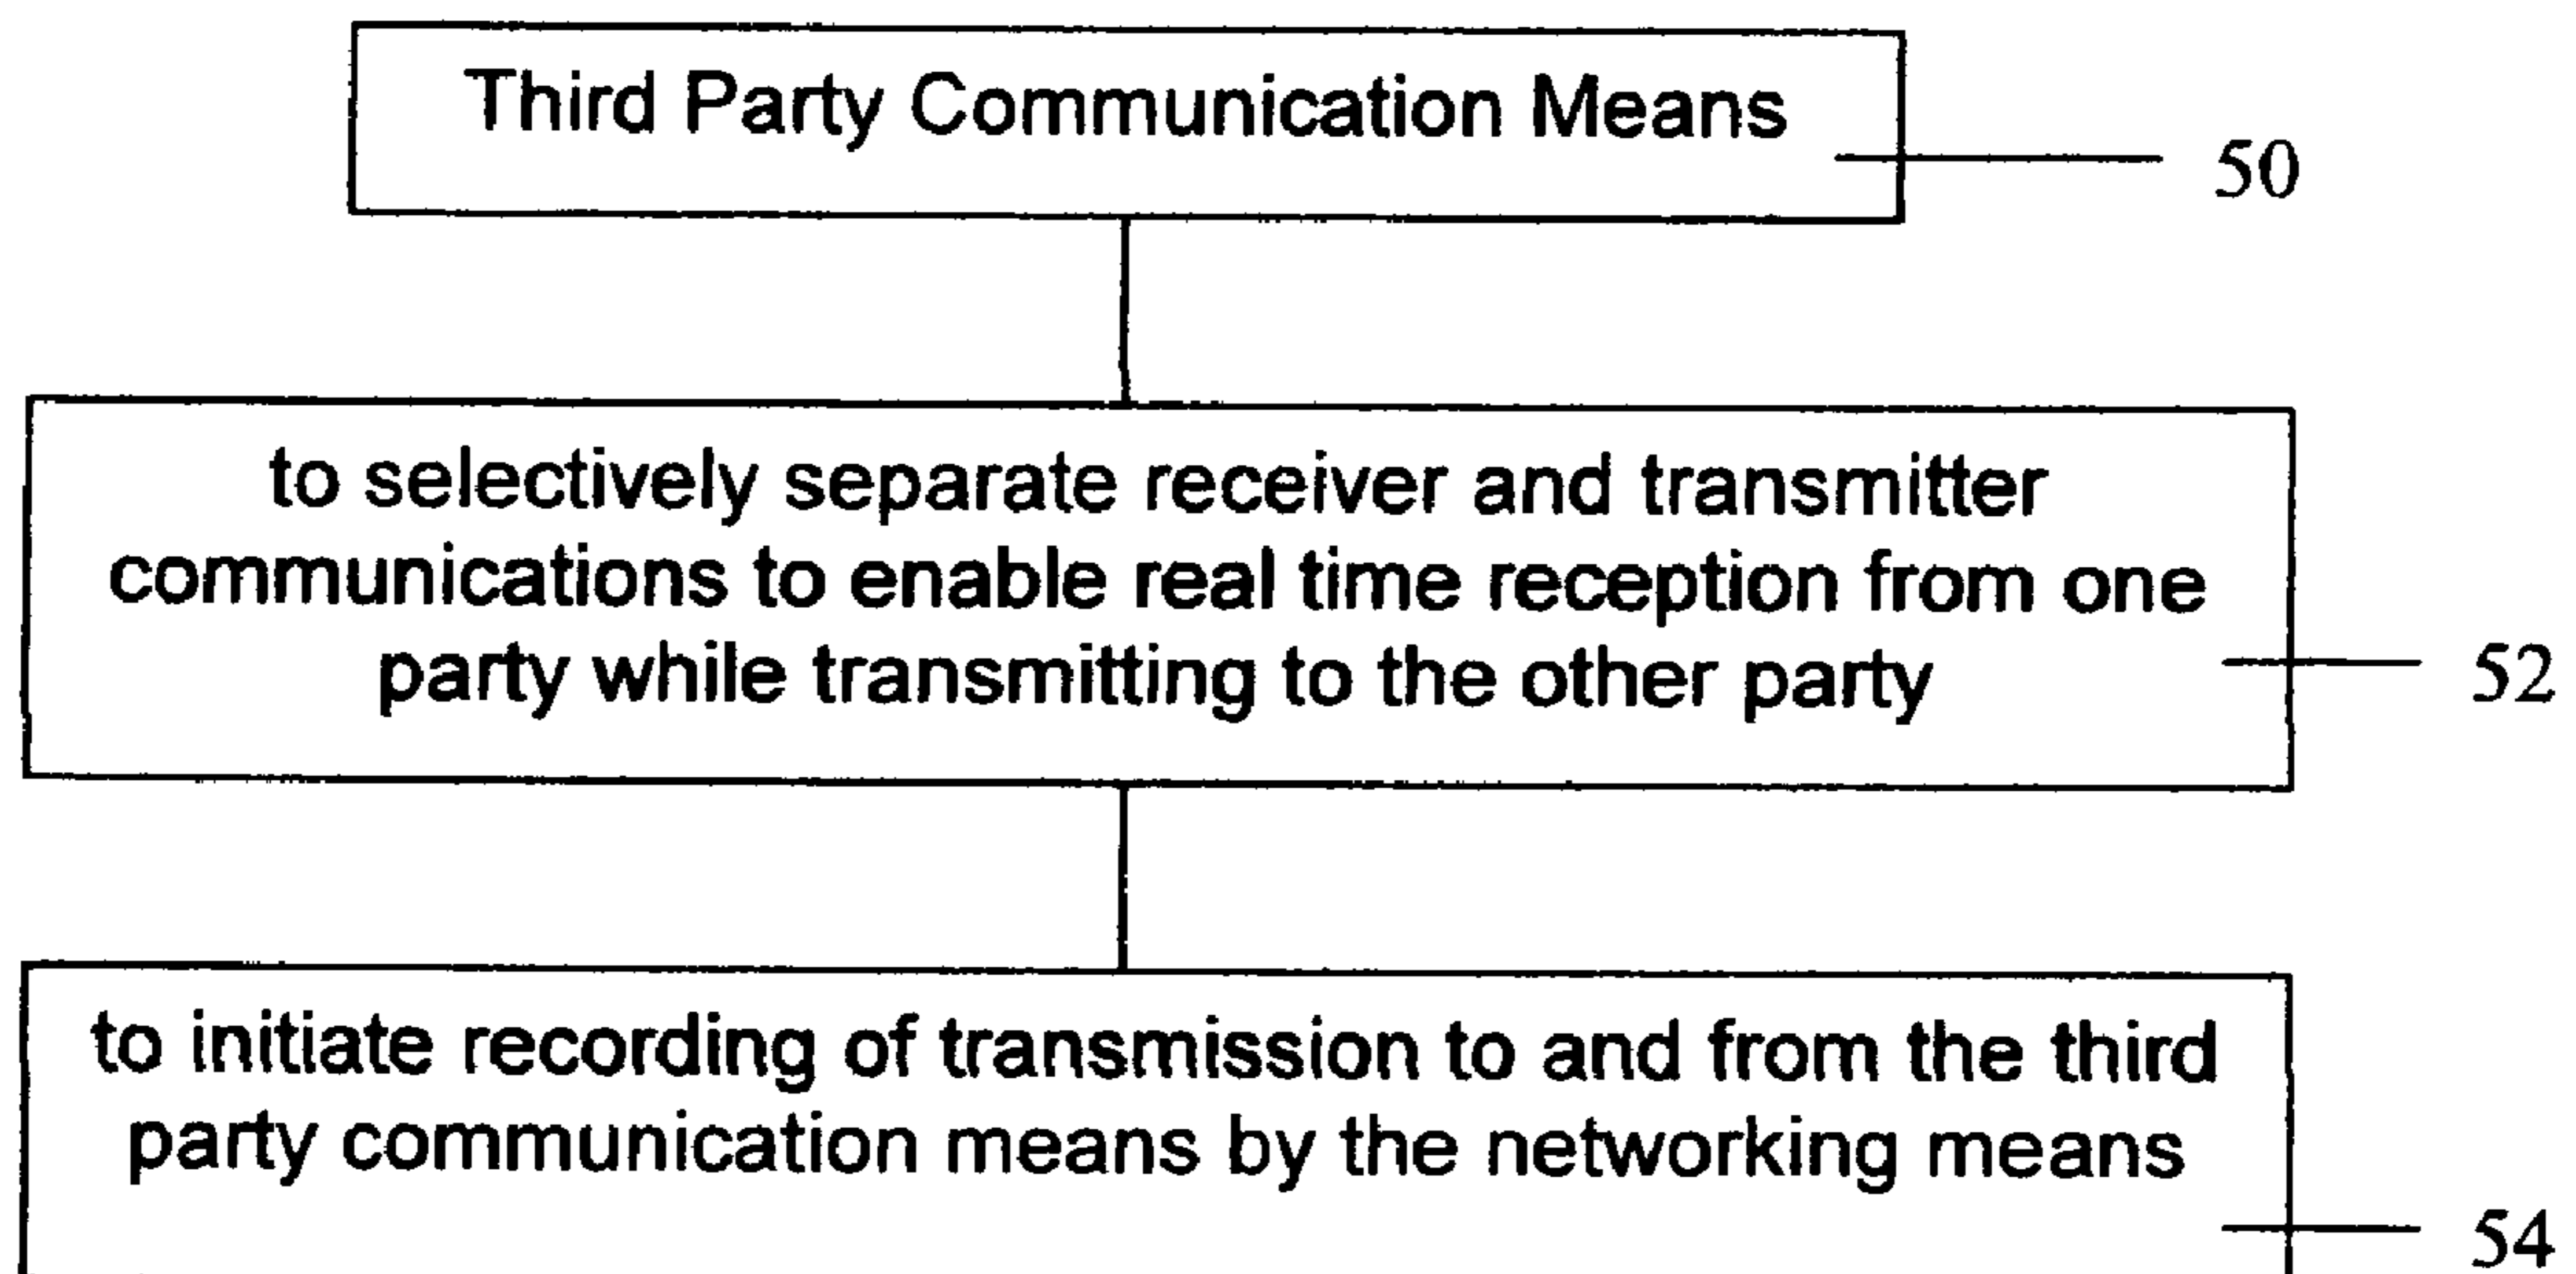 Third Party Communication Means
50
to selectively separate receiver and transmitter
communications to enable real time reception from one
party while transmitting to the other party
52
to initiate recording of transmission to and from the third
party communication means by the networking means
54